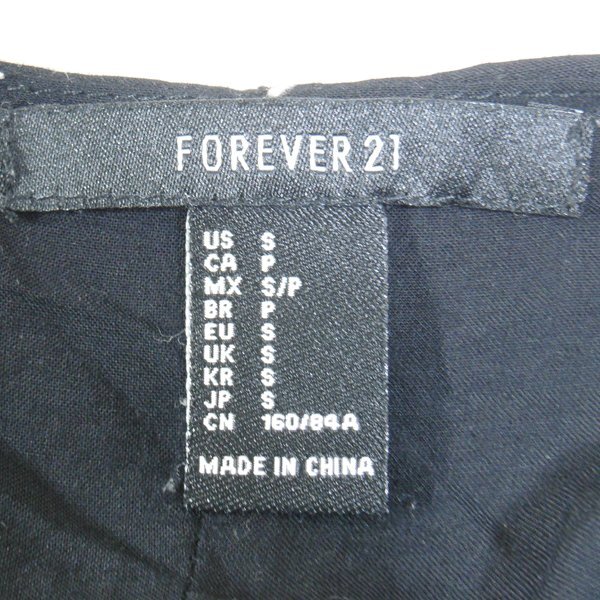 FOREVER 21
US S
CA P
MX S/P
BR P
EU S
UK S
KR S
JP S
CN 160/84A
MADE IN CHINA